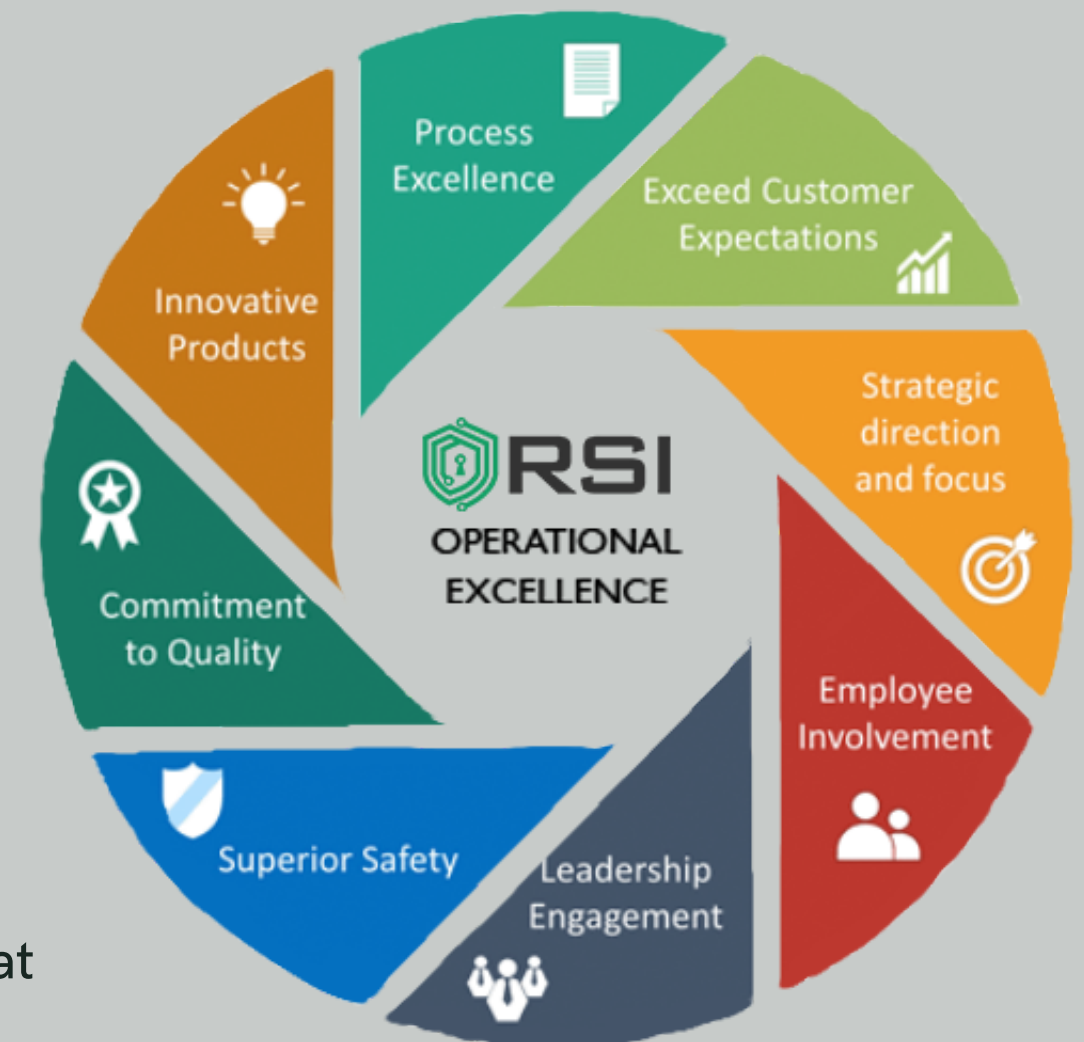 Process
Excellence
Exceed Customer
Expectations
Strategic
direction
and focus
Employee
Involvement
Leadership
Engagement
Superior Safety
Commitment
to Quality
Innovative
Products
RSI
OPERATIONAL
EXCELLENCE
at